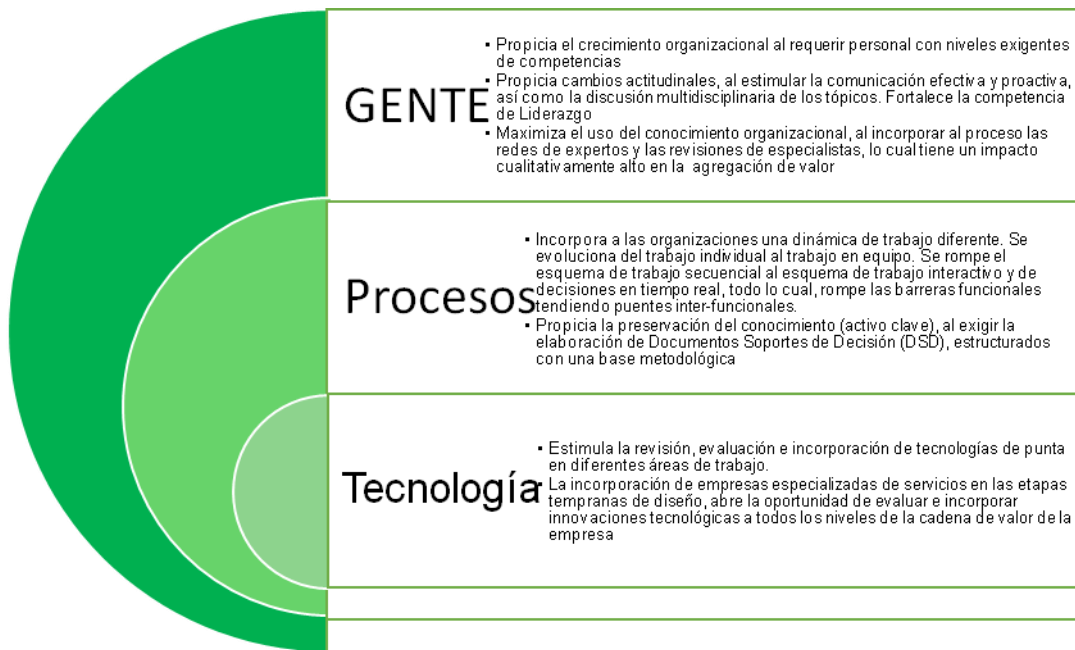 GENTE
▪ Propicia el crecimiento organizacional al requerir personal con niveles exigentes
de competencias
▪ Propicia cambios actitudinales, al estimular la comunicación efectiva y proactiva,
así como la discusión multidisciplinaria de los tópicos. Fortalece la competencia
de Liderazgo
▪ Maximiza el uso del conocimiento organizacional, al incorporar al proceso las
redes de expertos y las revisiones de especialistas, lo cual tiene un impacto
cualitativamente alto en la agregación de valor
Procesos
▪ Incorpora a las organizaciones una dinámica de trabajo diferente. Se
evoluciona del trabajo individual al trabajo en equipo. Se rompe el
esquema de trabajo secuencial al esquema de trabajo interactivo y de
decisiones en tiempo real, todo lo cual, rompe las barreras funcionales
tendiendo puentes inter-funcionales.
▪ Propicia la preservación del conocimiento (activo clave), al exigir la
elaboración de Documentos Soportes de Decisión (DSD), estructurados
con una base metodológica
Tecnología
▪ Estimula la revisión, evaluación e incorporación de tecnologías de punta
en diferentes áreas de trabajo.
▪ La incorporación de empresas especializadas de servicios en las etapas
tempranas de diseño, abre la oportunidad de evaluar e incorporar
innovaciones tecnológicas a todos los niveles de la cadena de valor de la
empresa